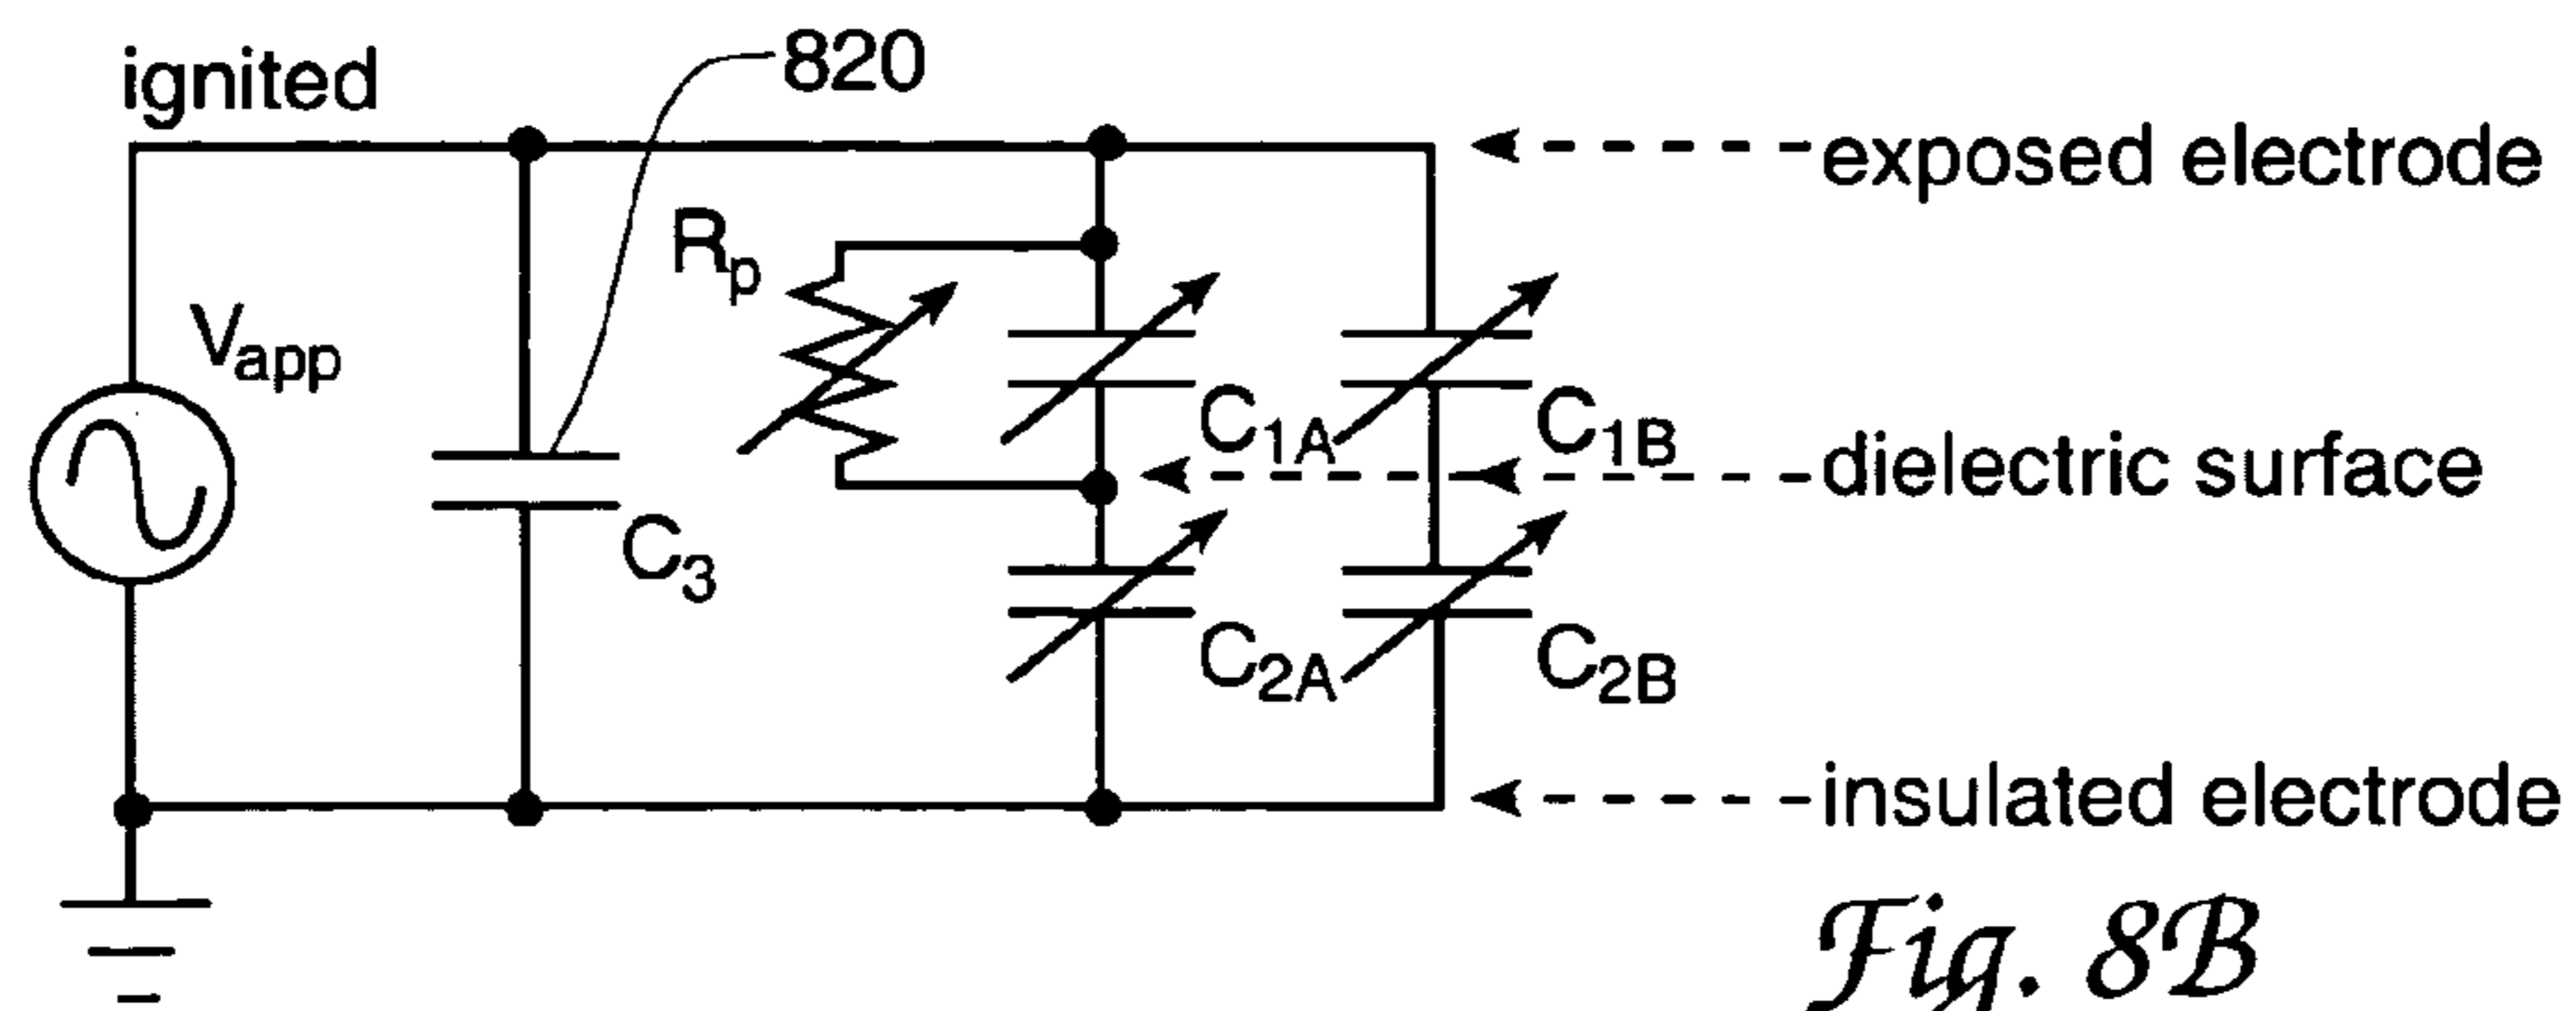 ignited
820
exposed electrode
Rp
Vapp
C1A
C1B
dielectric surface
C3
C2A
C2B
insulated electrode
Fig. 8B